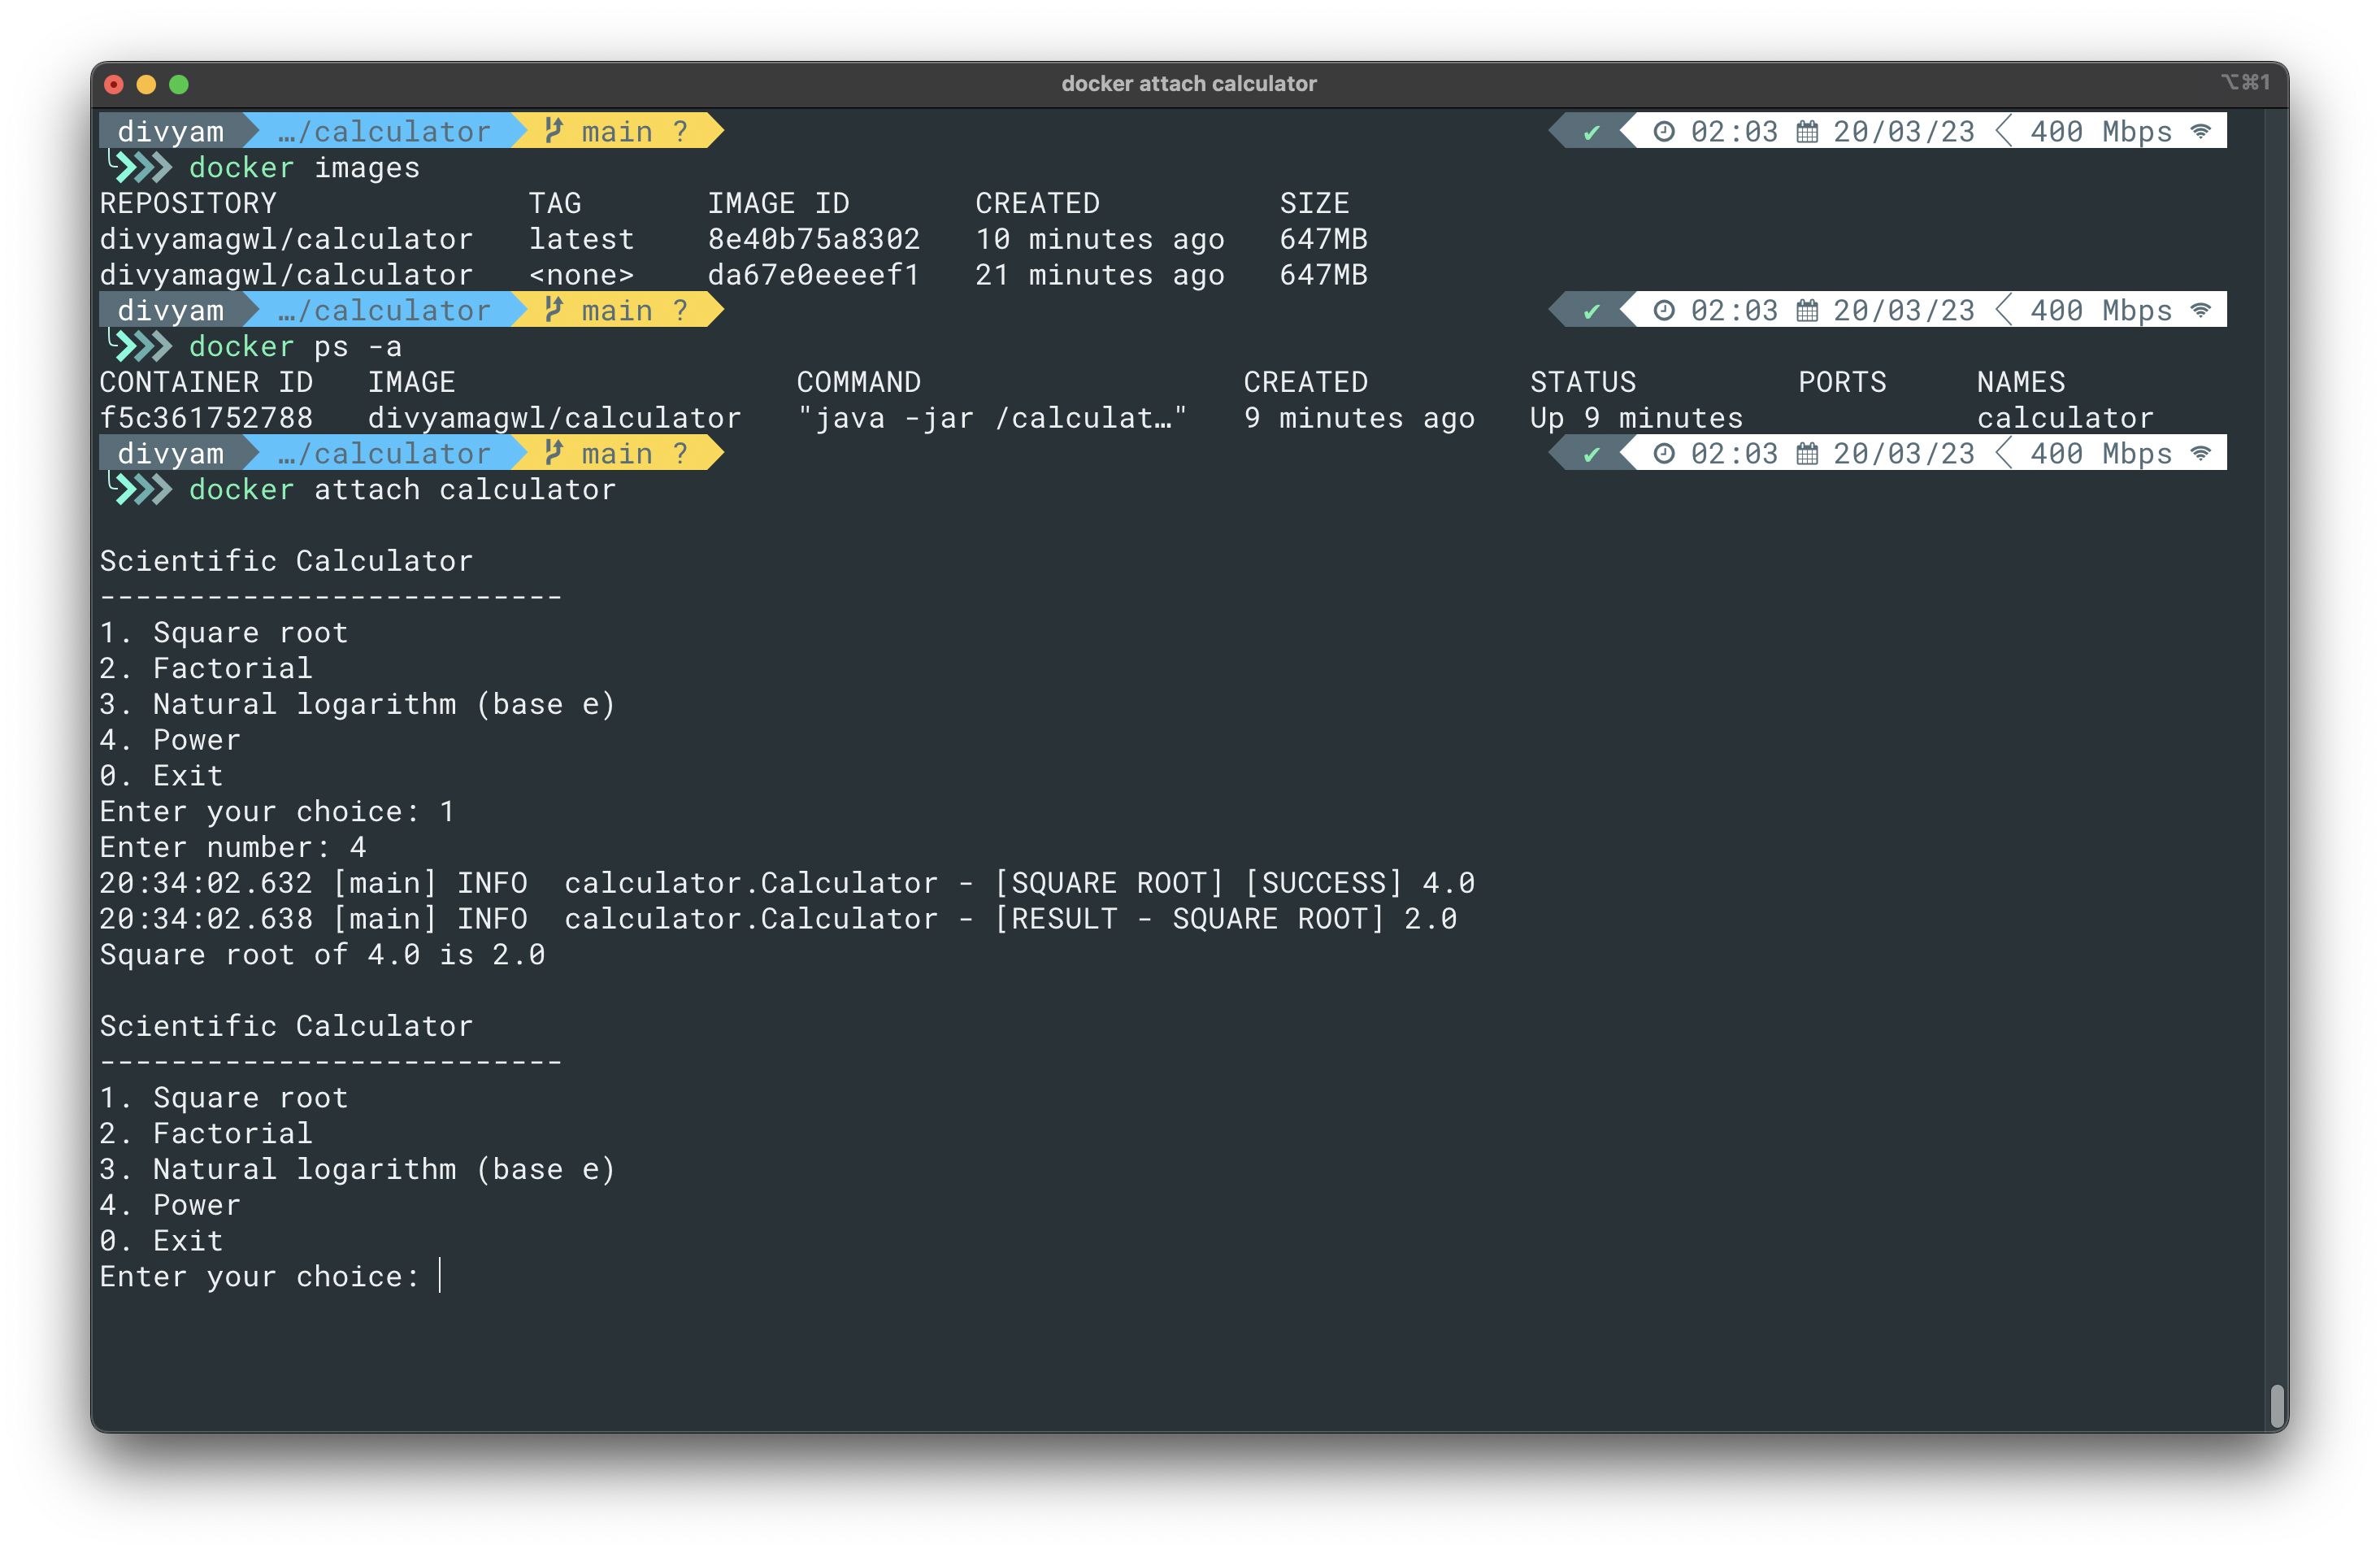 docker attach calculator ⌥⌘1
divyam …/calculator main ? ✔ 02:03 20/03/23 400 Mbps
docker images
REPOSITORY TAG IMAGE ID CREATED SIZE
divyamagwl/calculator latest 8e40b75a8302 10 minutes ago 647MB
divyamagwl/calculator <none> da67e0eeeef1 21 minutes ago 647MB
divyam …/calculator main ? ✔ 02:03 20/03/23 400 Mbps
docker ps -a
CONTAINER ID IMAGE COMMAND CREATED STATUS PORTS NAMES
f5c361752788 divyamagwl/calculator "java -jar /calculat…" 9 minutes ago Up 9 minutes calculator
divyam …/calculator main ? ✔ 02:03 20/03/23 400 Mbps
docker attach calculator
Scientific Calculator
--------------------------
1. Square root
2. Factorial
3. Natural logarithm (base e)
4. Power
0. Exit
Enter your choice: 1
Enter number: 4
20:34:02.632 [main] INFO  calculator.Calculator - [SQUARE ROOT] [SUCCESS] 4.0
20:34:02.638 [main] INFO  calculator.Calculator - [RESULT - SQUARE ROOT] 2.0
Square root of 4.0 is 2.0
Scientific Calculator
--------------------------
1. Square root
2. Factorial
3. Natural logarithm (base e)
4. Power
0. Exit
Enter your choice: